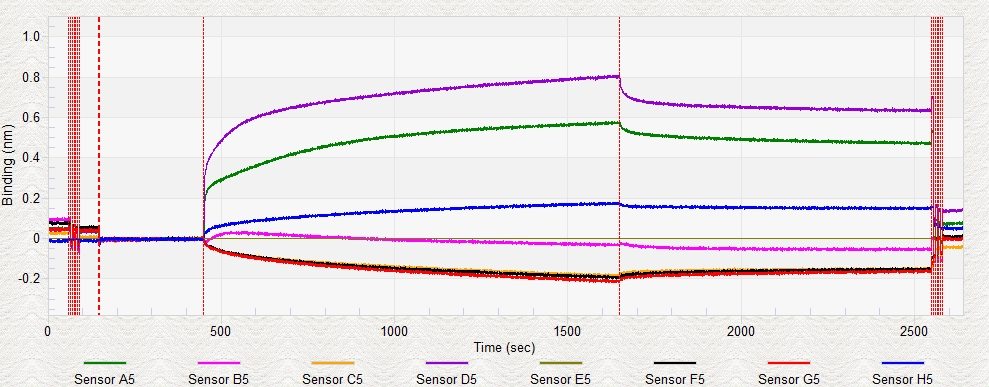 Binding (nm)
1.0
0.8
0.6
0.4
0.2
0
-0.2
0 500 1000 1500 2000 2500
Time (sec)
Sensor A5 Sensor B5 Sensor C5 Sensor D5 Sensor E5 Sensor F5 Sensor G5 Sensor H5